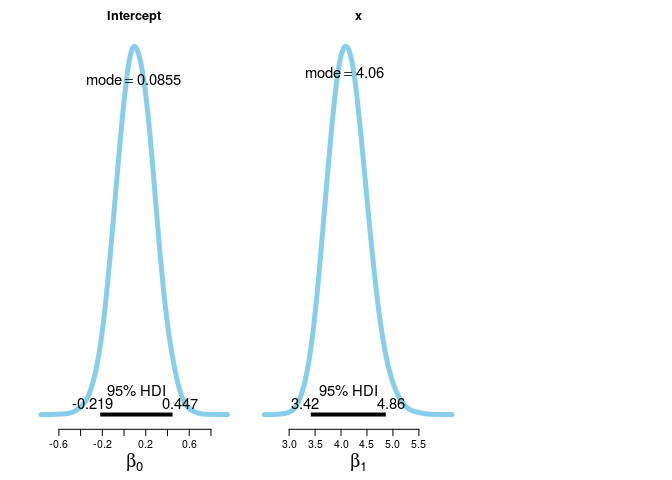 Intercept
mode = 0.0855
95% HDI
-0.219 0.447
-0.6 -0.2 0.2 0.6
β0
x
mode = 4.06
95% HDI
3.42 4.86
3.0 3.5 4.0 4.5 5.0 5.5
β1